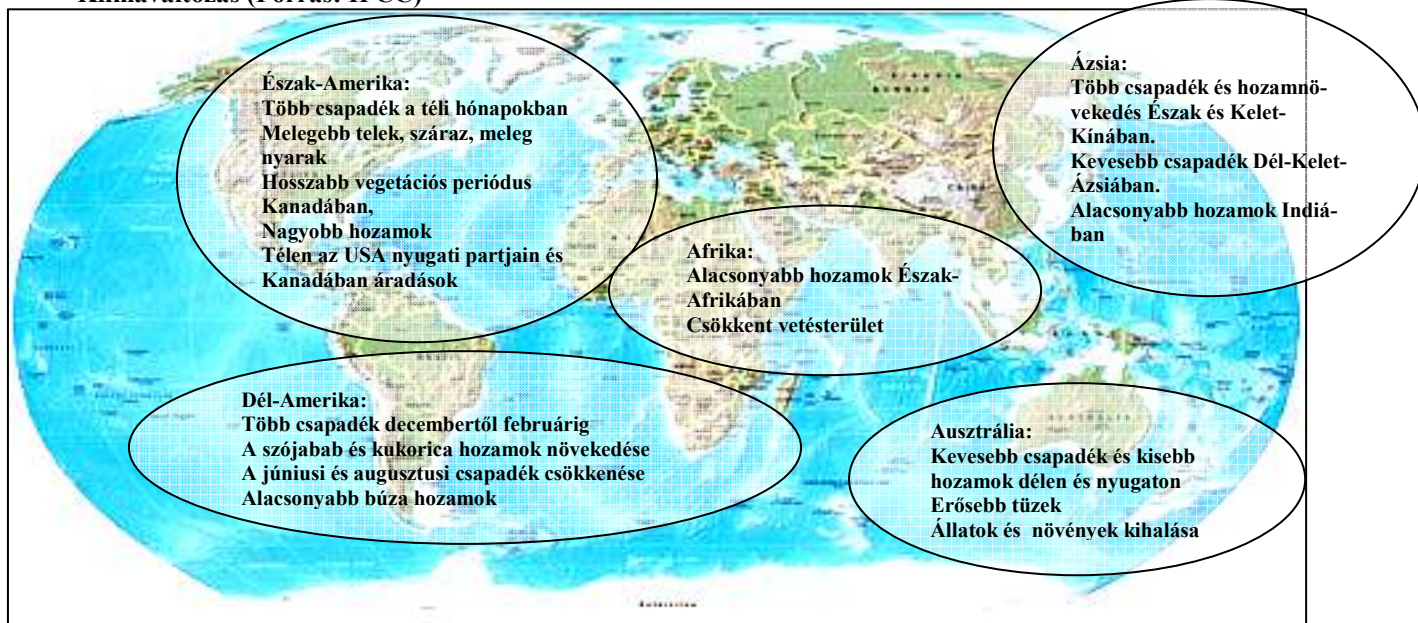 Klímaváltozás (Forrás: IPCC)
Észak-Amerika:
Több csapadék a téli hónapokban
Melegebb telek, száraz, meleg
nyarak
Hosszabb vegetációs periódus
Kanadában,
Nagyobb hozamok
Télen az USA nyugati partjain és
Kanadában áradások
Ázsia:
Több csapadék és hozamnö-
vekedés Észak és Kelet-
Kínában.
Kevesebb csapadék Dél-Kelet-
Ázsiában.
Alacsonyabb hozamok Indiá-
ban
Afrika:
Alacsonyabb hozamok Észak-
Afrikában
Csökkent vetésterület
Dél-Amerika:
Több csapadék decembertől februárig
A szójabab és kukorica hozamok növekedése
A júniusi és augusztusi csapadék csökkenése
Alacsonyabb búza hozamok
Ausztrália:
Kevesebb csapadék és kisebb
hozamok délen és nyugaton
Erősebb tüzek
Állatok és növények kihalása